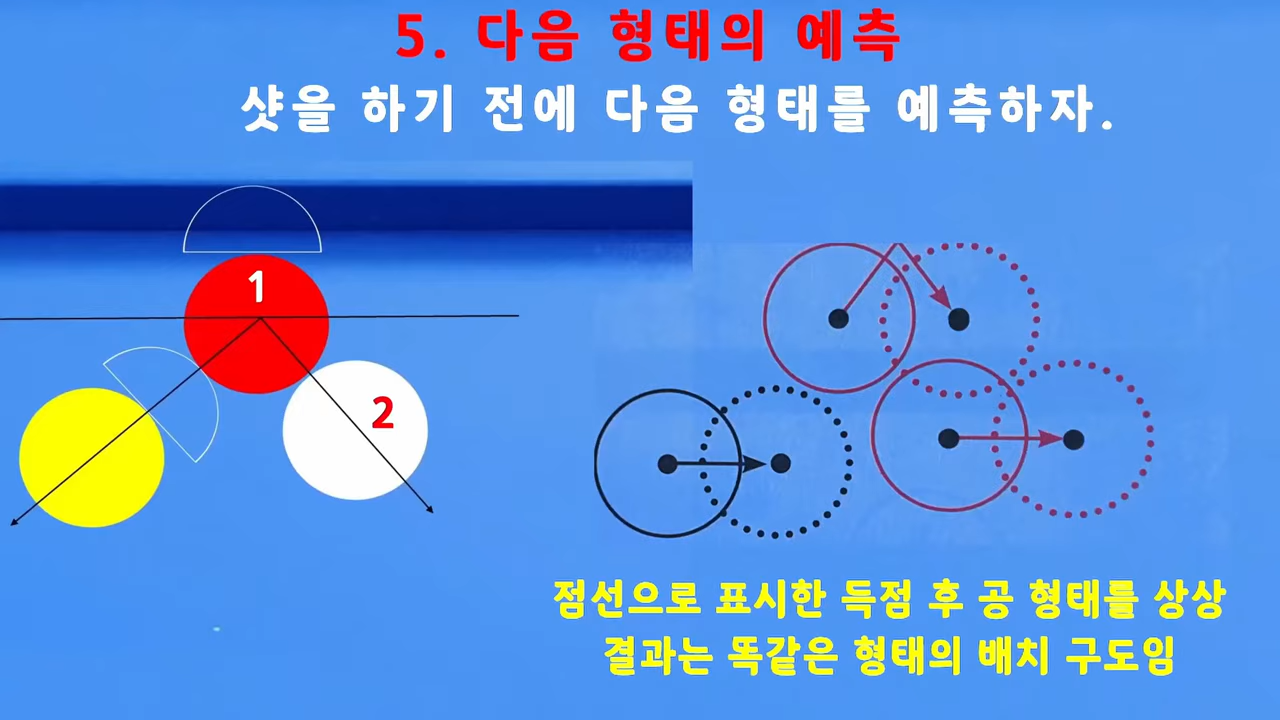 5. 다음 형태의 예측
샷을 하기 전에 다음 형태를 예측하자.
1
2
점선으로 표시한 득점 후 공 형태를 상상
결과는 똑같은 형태의 배치 구도임